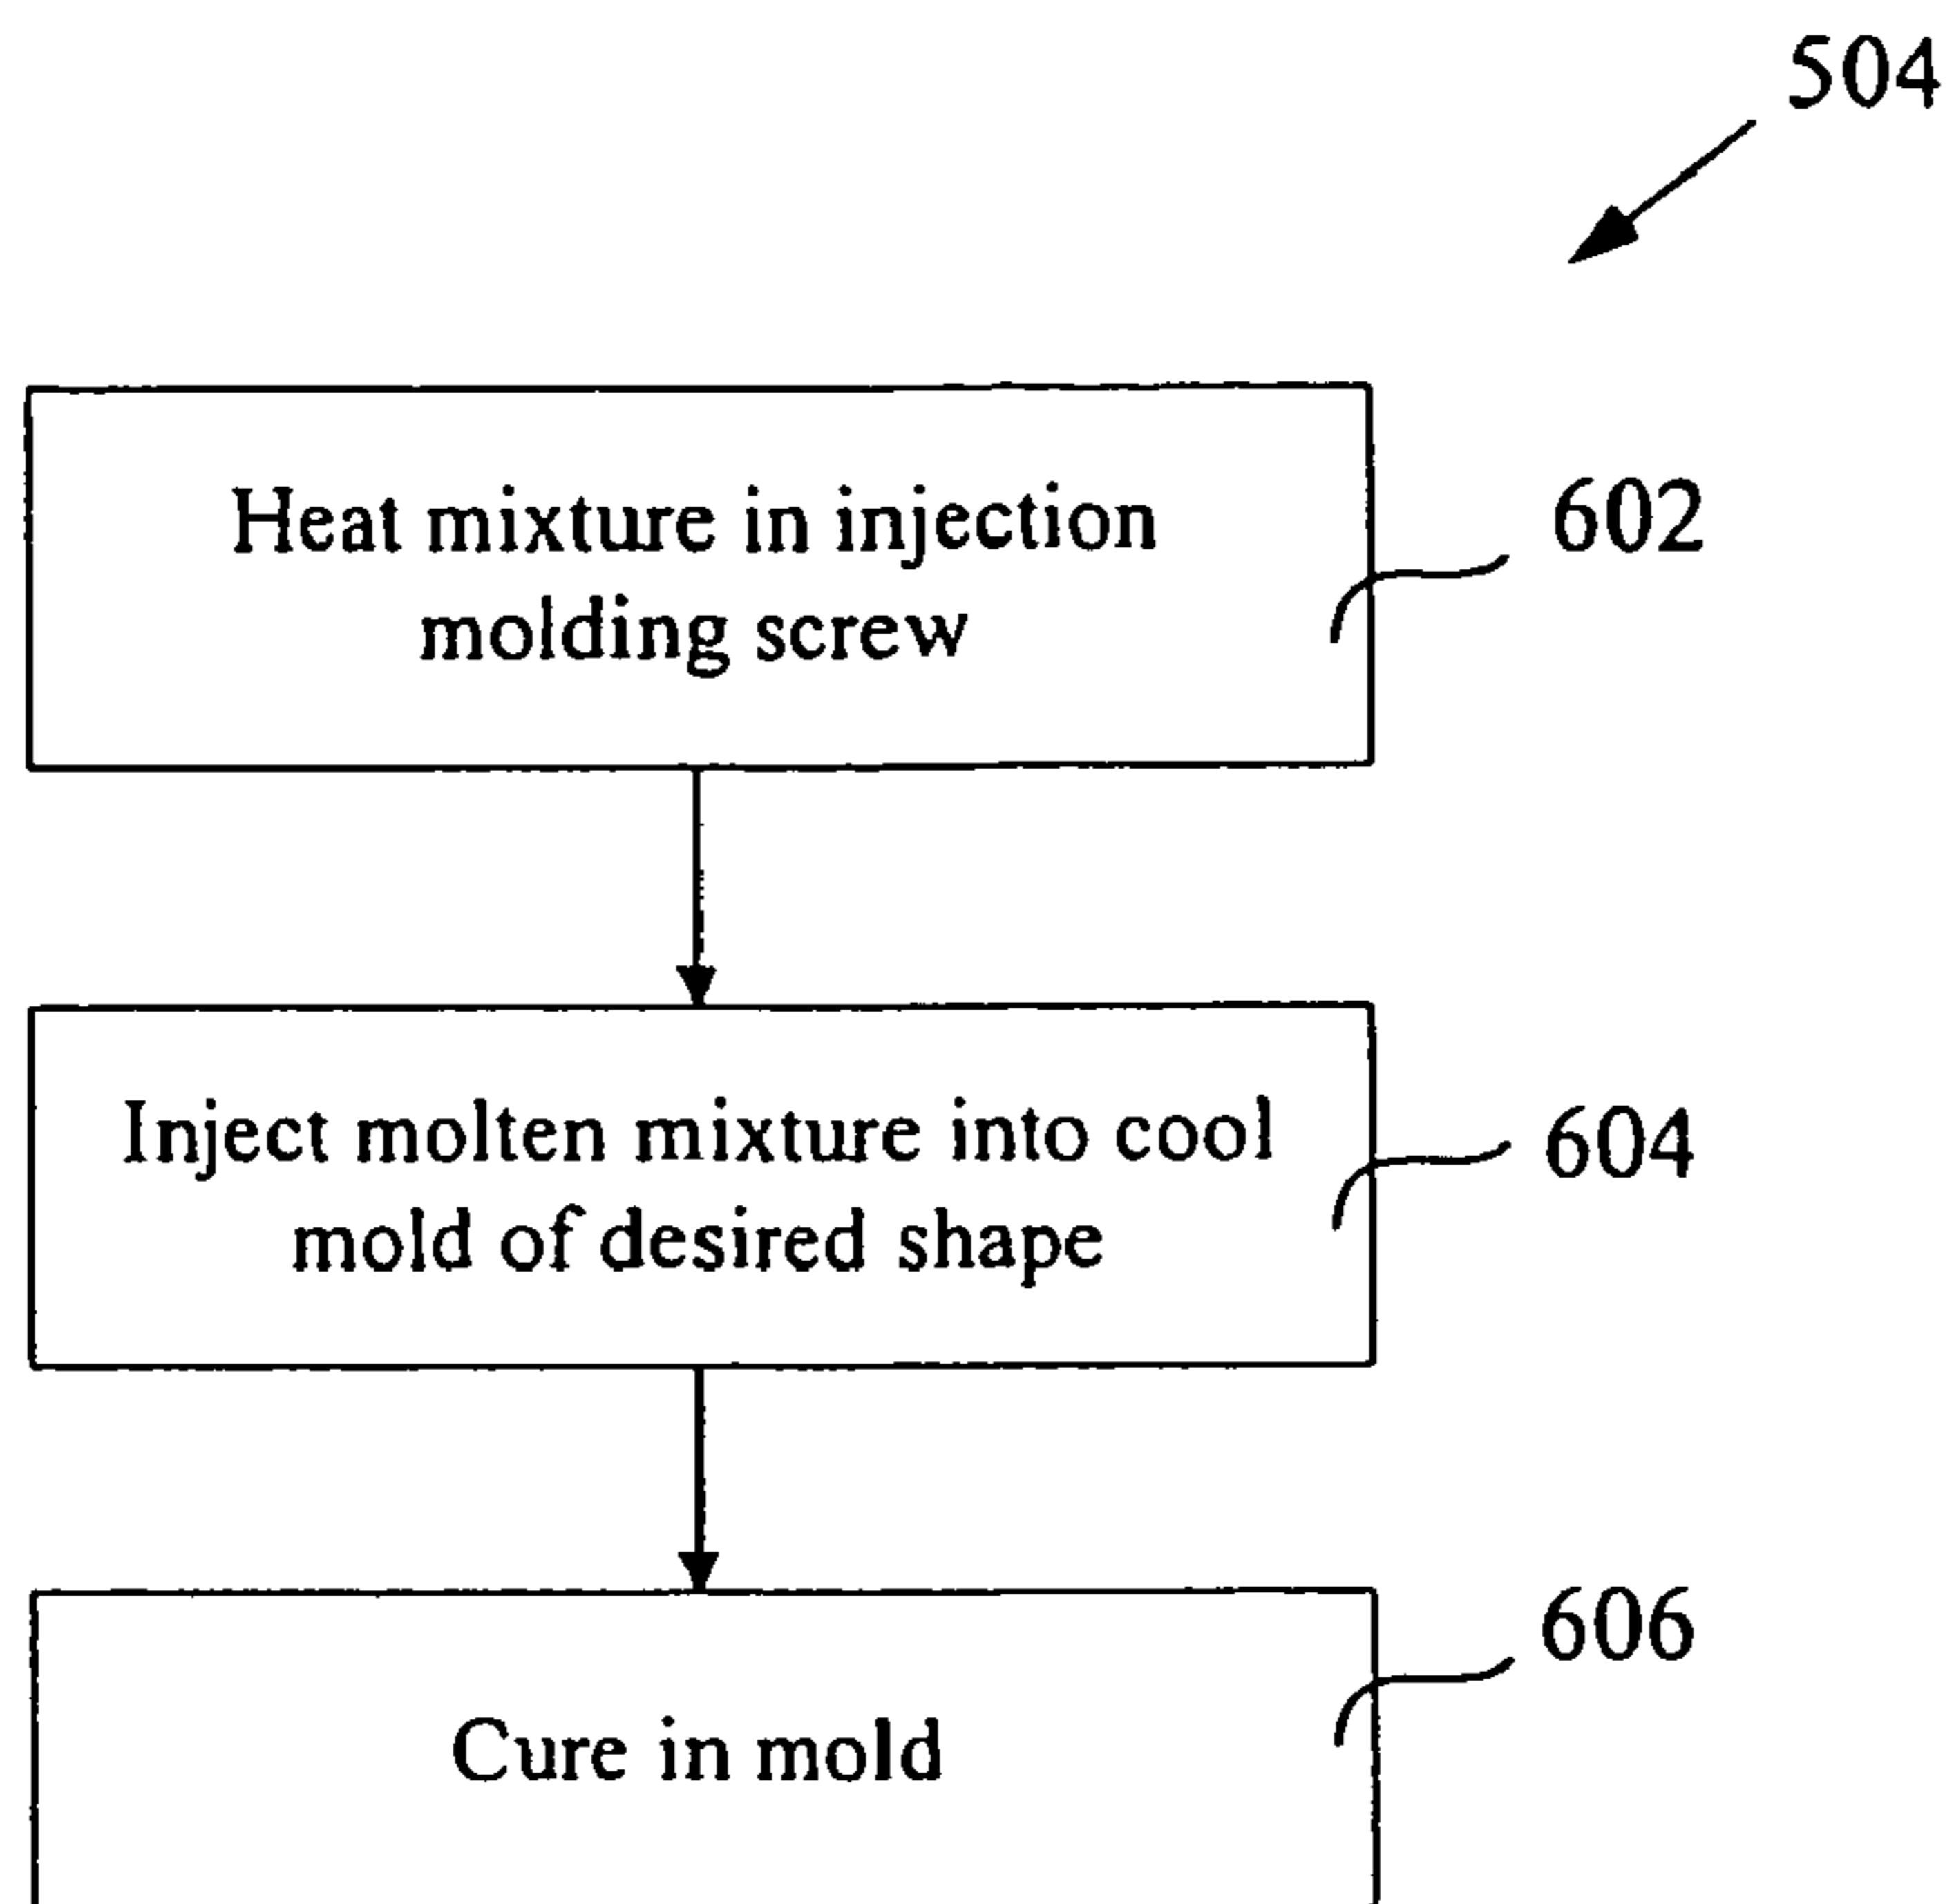 504
Heat mixture in injection
molding screw
602
Inject molten mixture into cool
mold of desired shape
604
606
Cure in mold